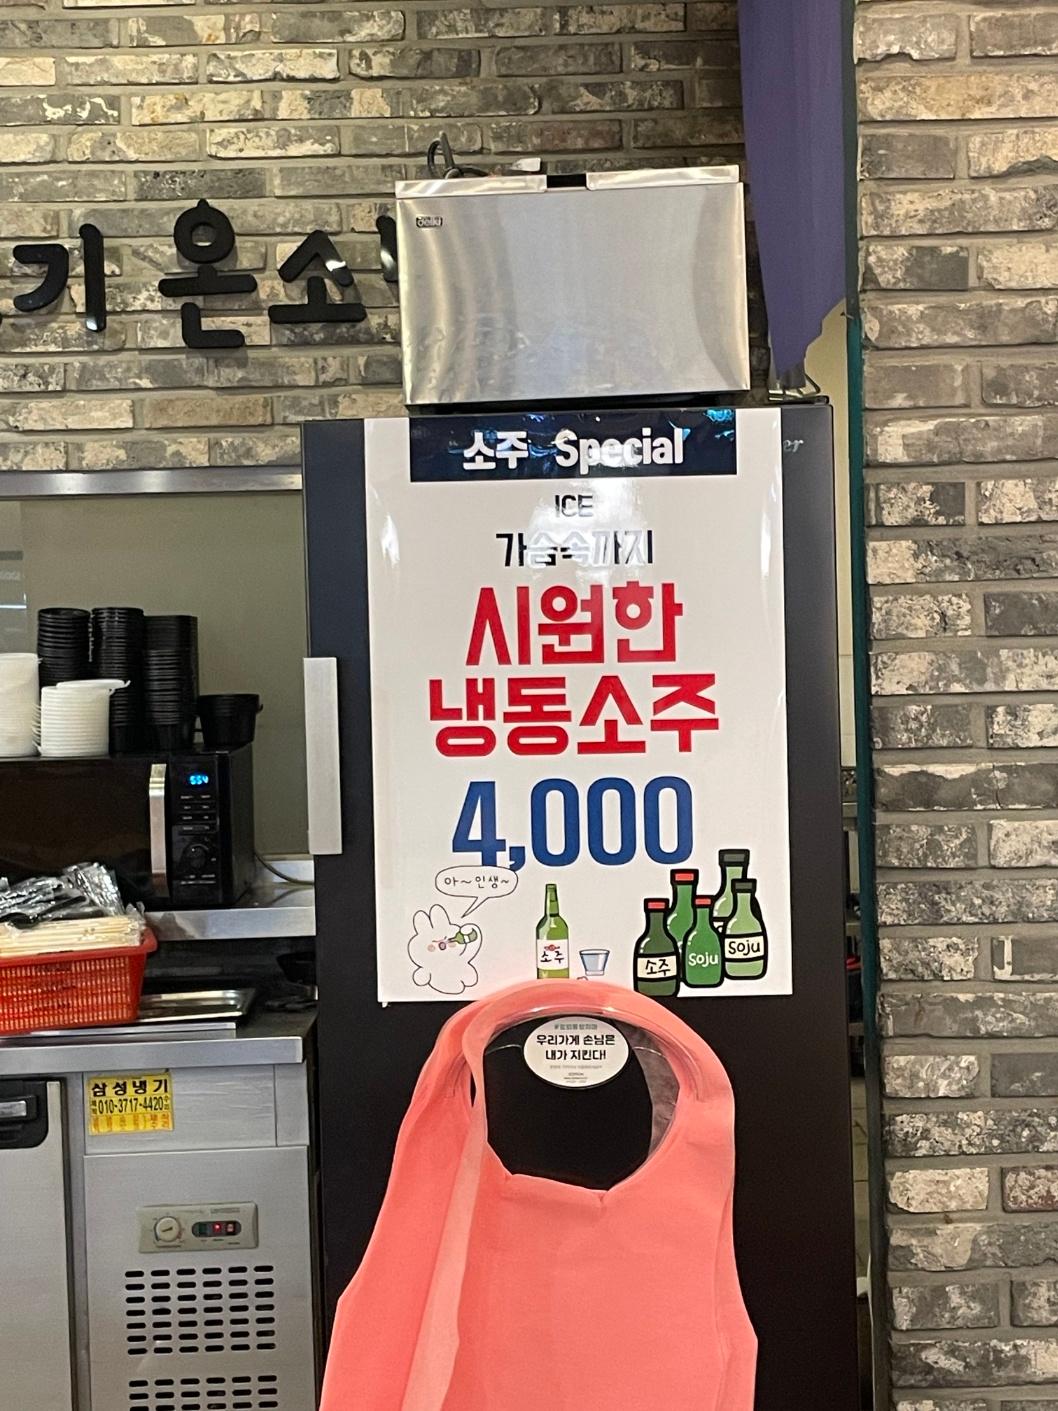 기 온소
소주 Special
ICE
가슴속까지
시원한
냉동소주
4,000
아~인생~
소주
소주
Soju
Soju
우리가게 손님은
내가 지킨다!
삼성냉기
010-3717-4420
554